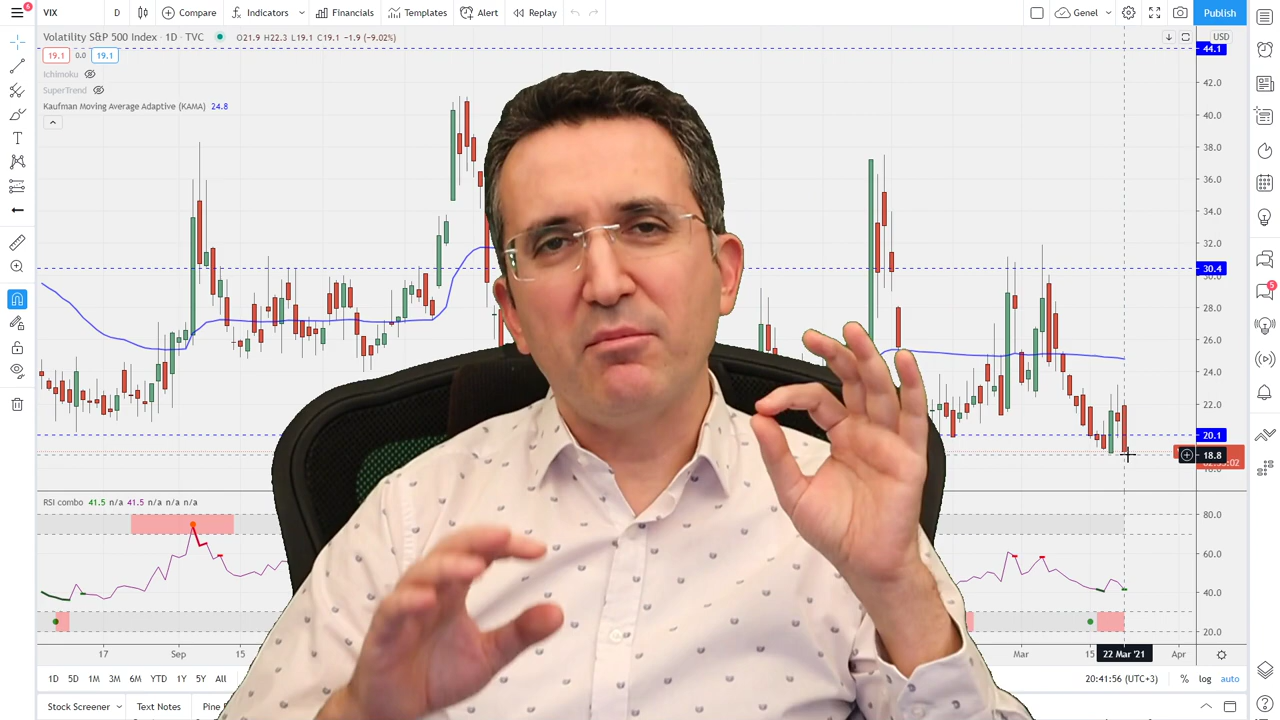 6
VIX
D
Compare
Indicators
Financials
Templates
Alert
Replay
Genel
Publish
Volatility S&P 500 Index · 1D · TVC
O21.9 H22.3 L19.1 C19.1 −1.9 (−9.02%)
USD
19.1 0.0 19.1
Ichimoku
SuperTrend
Kaufman Moving Average Adaptive (KAMA) 24.8
44.1
42.0
40.0
38.0
36.0
34.0
32.0
30.4
30.0
28.0
26.0
24.0
22.0
20.1
18.8
5
RSI combo 41.5 n/a 41.5 n/a n/a n/a
80.0
60.0
40.0
20.0
17 Sep 15 Mar 15 22 Mar '21 Apr
1D 5D 1M 3M 6M YTD 1Y 5Y All
20:41:56 (UTC+3) % log auto
Stock Screener Text Notes Pine